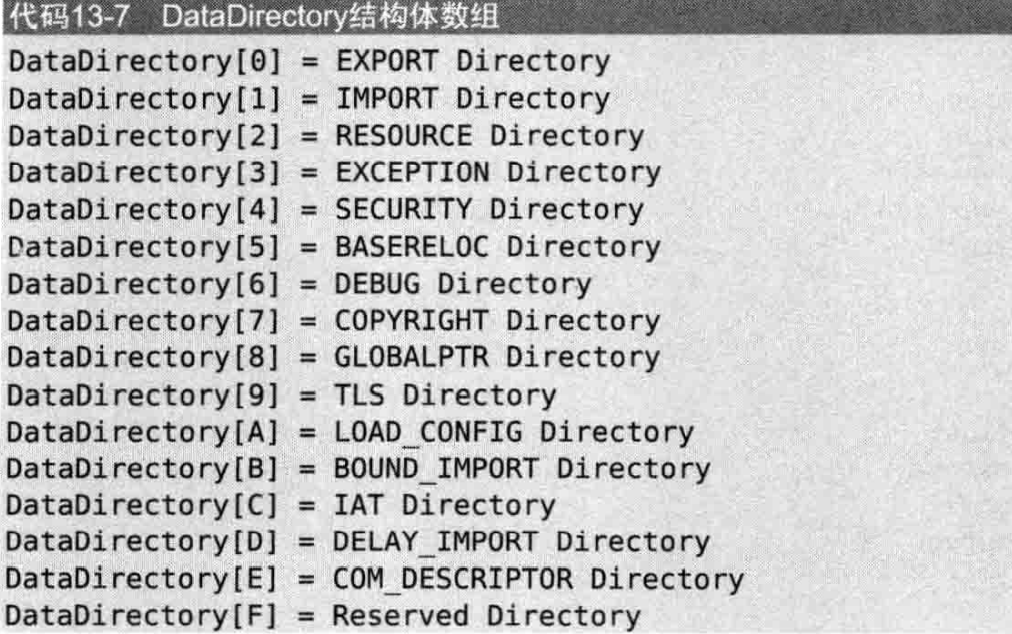 代码13-7 DataDirectory结构体数组
DataDirectory[0] = EXPORT Directory
DataDirectory[1] = IMPORT Directory
DataDirectory[2] = RESOURCE Directory
DataDirectory[3] = EXCEPTION Directory
DataDirectory[4] = SECURITY Directory
DataDirectory[5] = BASERELOC Directory
DataDirectory[6] = DEBUG Directory
DataDirectory[7] = COPYRIGHT Directory
DataDirectory[8] = GLOBALPTR Directory
DataDirectory[9] = TLS Directory
DataDirectory[A] = LOAD_CONFIG Directory
DataDirectory[B] = BOUND_IMPORT Directory
DataDirectory[C] = IAT Directory
DataDirectory[D] = DELAY_IMPORT Directory
DataDirectory[E] = COM_DESCRIPTOR Directory
DataDirectory[F] = Reserved Directory